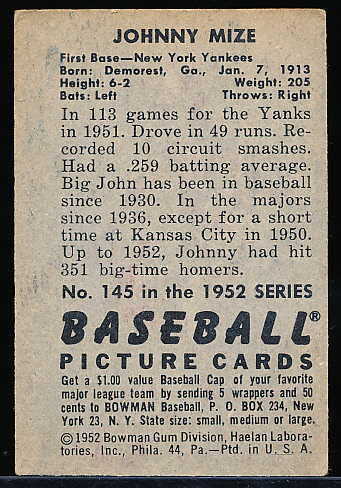 JOHNNY MIZE
First Base—New York Yankees
Born: Demorest, Ga., Jan. 7, 1913
Height: 6-2 Weight: 205
Bats: Left Throws: Right
In 113 games for the Yanks
in 1951. Drove in 49 runs. Re-
corded 10 circuit smashes.
Had a .259 batting average.
Big John has been in baseball
since 1930. In the majors
since 1936, except for a short
time at Kansas City in 1950.
Up to 1952, Johnny had hit
351 big-time homers.
No. 145 in the 1952 SERIES
BASEBALL®
PICTURE CARDS
Get a $1.00 value Baseball Cap of your favorite
major league team by sending 5 wrappers and 50
cents to BOWMAN Baseball, P. O. BOX 234, New
York 23, N. Y. State size: small, medium or large.
©1952 Bowman Gum Division, Haelan Labora-
tories, Inc., Phila. 44, Pa.—Ptd. in U. S. A.